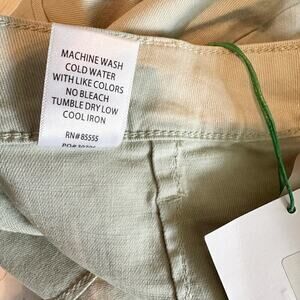 MACHINE WASH
COLD WATER
WITH LIKE COLORS
NO BLEACH
TUMBLE DRY LOW
COOL IRON
RN# 85555